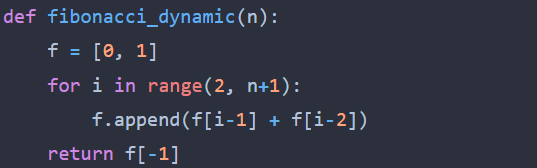 def fibonacci_dynamic(n):
    f = [0, 1]
    for i in range(2, n+1):
        f.append(f[i-1] + f[i-2])
    return f[-1]